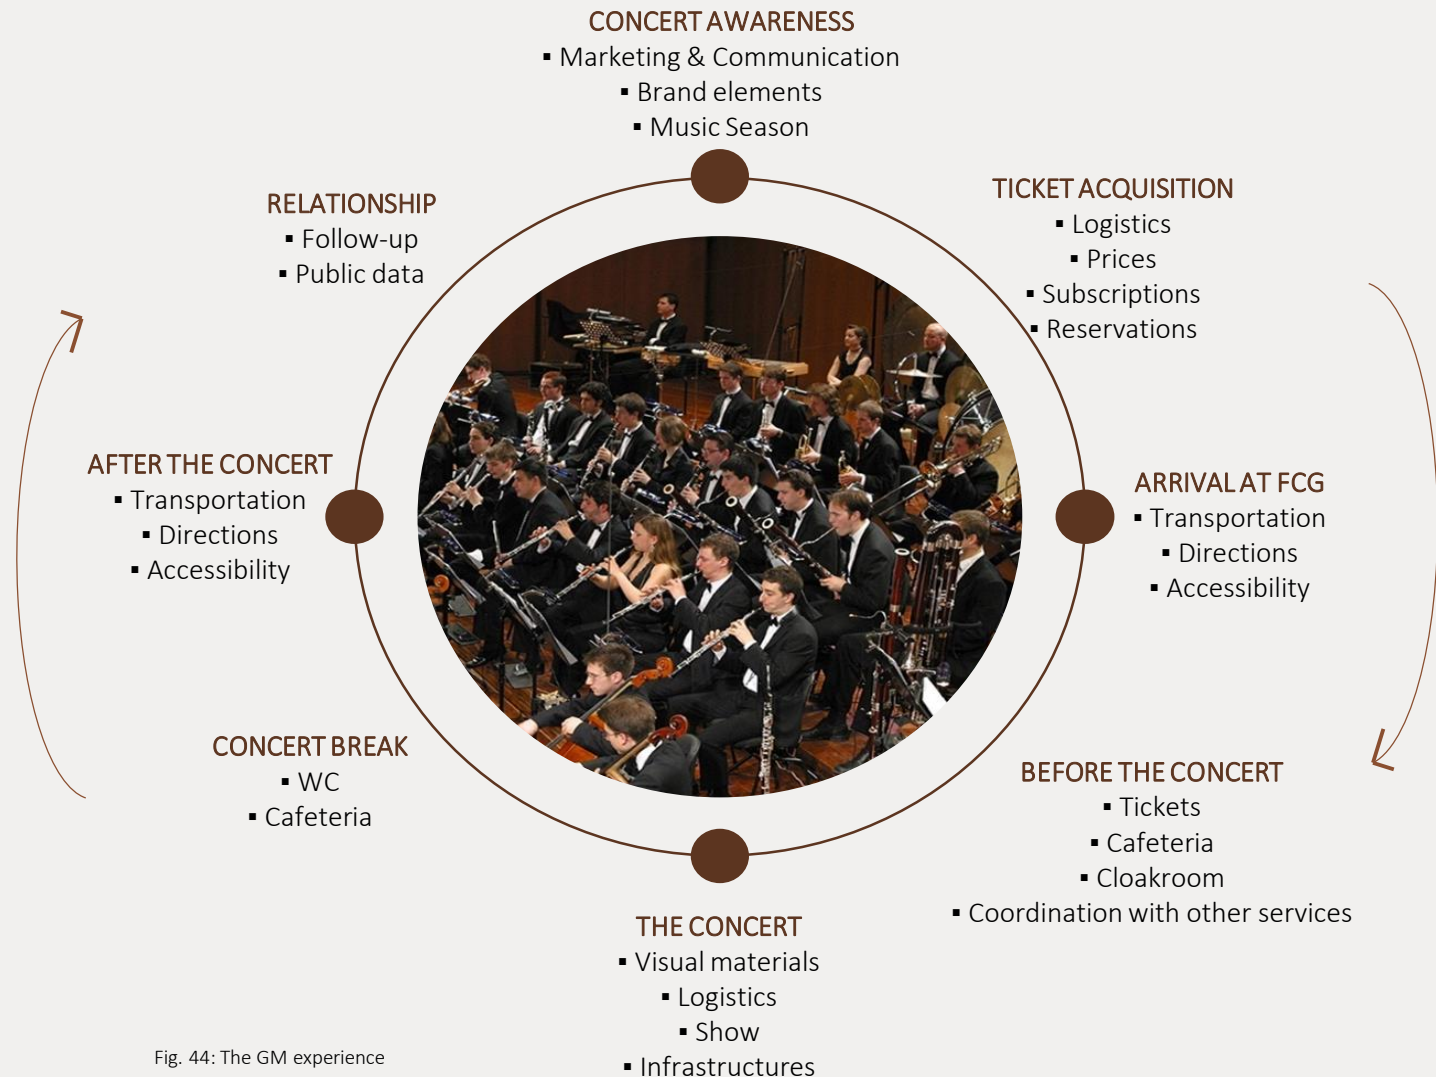 CONCERT AWARENESS
▪ Marketing & Communication
▪ Brand elements
▪ Music Season
TICKET ACQUISITION
▪ Logistics
▪ Prices
▪ Subscriptions
▪ Reservations
ARRIVAL AT FCG
▪ Transportation
▪ Directions
▪ Accessibility
BEFORE THE CONCERT
▪ Tickets
▪ Cafeteria
▪ Cloakroom
▪ Coordination with other services
THE CONCERT
▪ Visual materials
▪ Logistics
▪ Show
▪ Infrastructures
CONCERT BREAK
▪ WC
▪ Cafeteria
AFTER THE CONCERT
▪ Transportation
▪ Directions
▪ Accessibility
RELATIONSHIP
▪ Follow-up
▪ Public data
Fig. 44: The GM experience